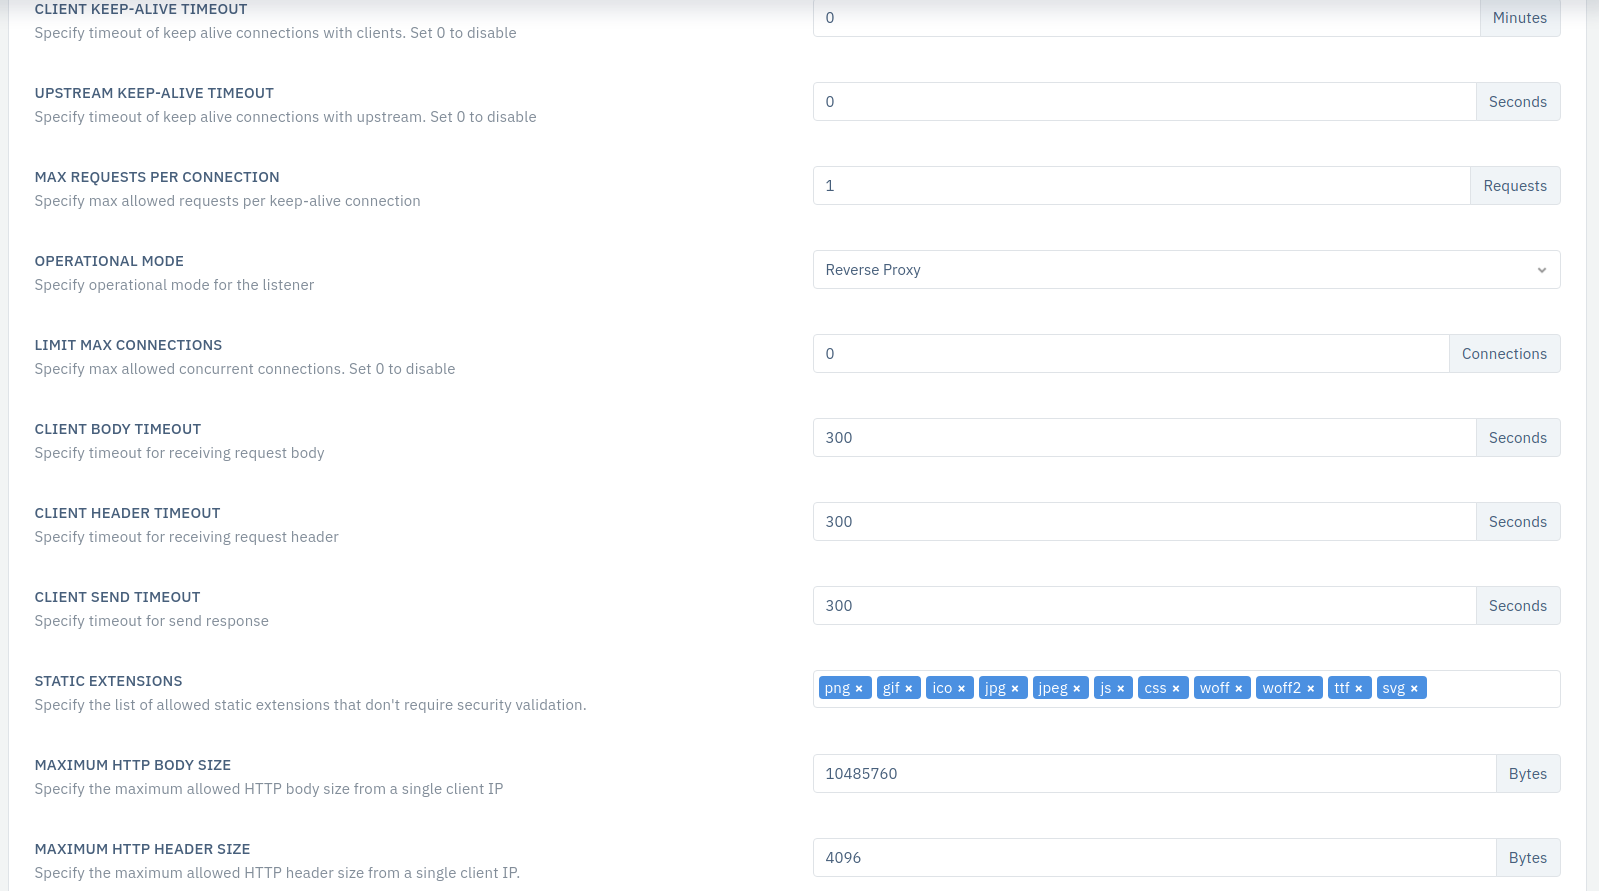 CLIENT KEEP-ALIVE TIMEOUT
Specify timeout of keep alive connections with clients. Set 0 to disable
0
Minutes
UPSTREAM KEEP-ALIVE TIMEOUT
Specify timeout of keep alive connections with upstream. Set 0 to disable
0
Seconds
MAX REQUESTS PER CONNECTION
Specify max allowed requests per keep-alive connection
1
Requests
OPERATIONAL MODE
Specify operational mode for the listener
Reverse Proxy
LIMIT MAX CONNECTIONS
Specify max allowed concurrent connections. Set 0 to disable
0
Connections
CLIENT BODY TIMEOUT
Specify timeout for receiving request body
300
Seconds
CLIENT HEADER TIMEOUT
Specify timeout for receiving request header
300
Seconds
CLIENT SEND TIMEOUT
Specify timeout for send response
300
Seconds
STATIC EXTENSIONS
Specify the list of allowed static extensions that don't require security validation.
png × gif × ico × jpg × jpeg × js × css × woff × woff2 × ttf × svg ×
MAXIMUM HTTP BODY SIZE
Specify the maximum allowed HTTP body size from a single client IP
10485760
Bytes
MAXIMUM HTTP HEADER SIZE
Specify the maximum allowed HTTP header size from a single client IP.
4096
Bytes